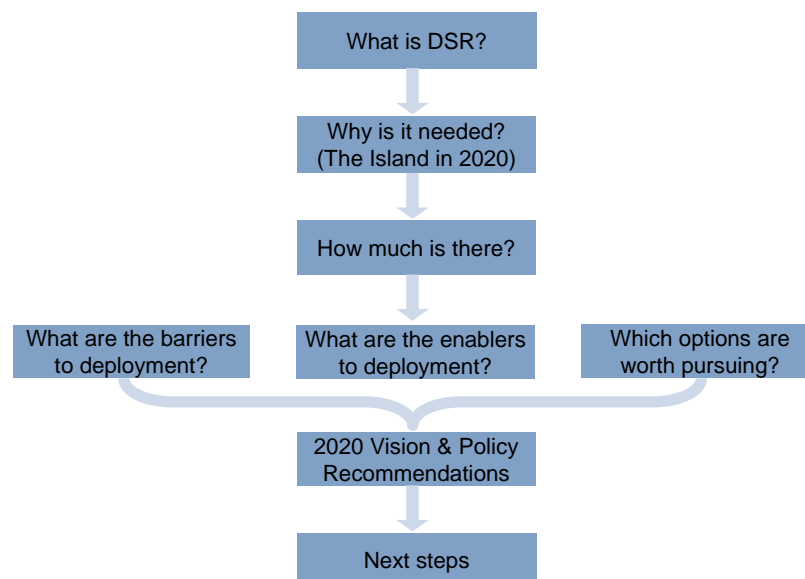 What is DSR?
Why is it needed?
(The Island in 2020)
How much is there?
What are the barriers
to deployment?
What are the enablers
to deployment?
Which options are
worth pursuing?
2020 Vision & Policy
Recommendations
Next steps